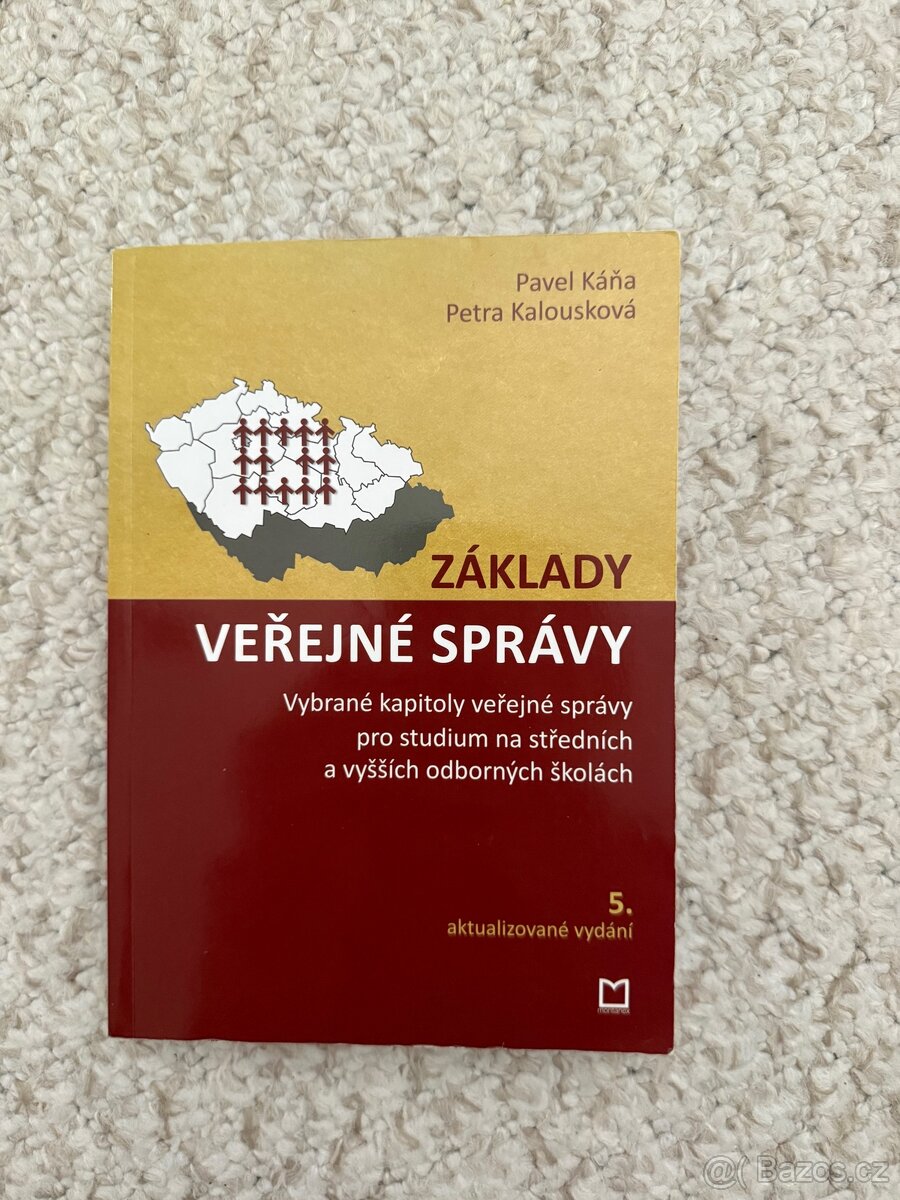 Pavel Káňa
Petra Kalousková
ZÁKLADY
VEŘEJNÉ SPRÁVY
Vybrané kapitoly veřejné správy
pro studium na středních
a vyšších odborných školách
5.
aktualizované vydání
montanex
@( Bazos.cz